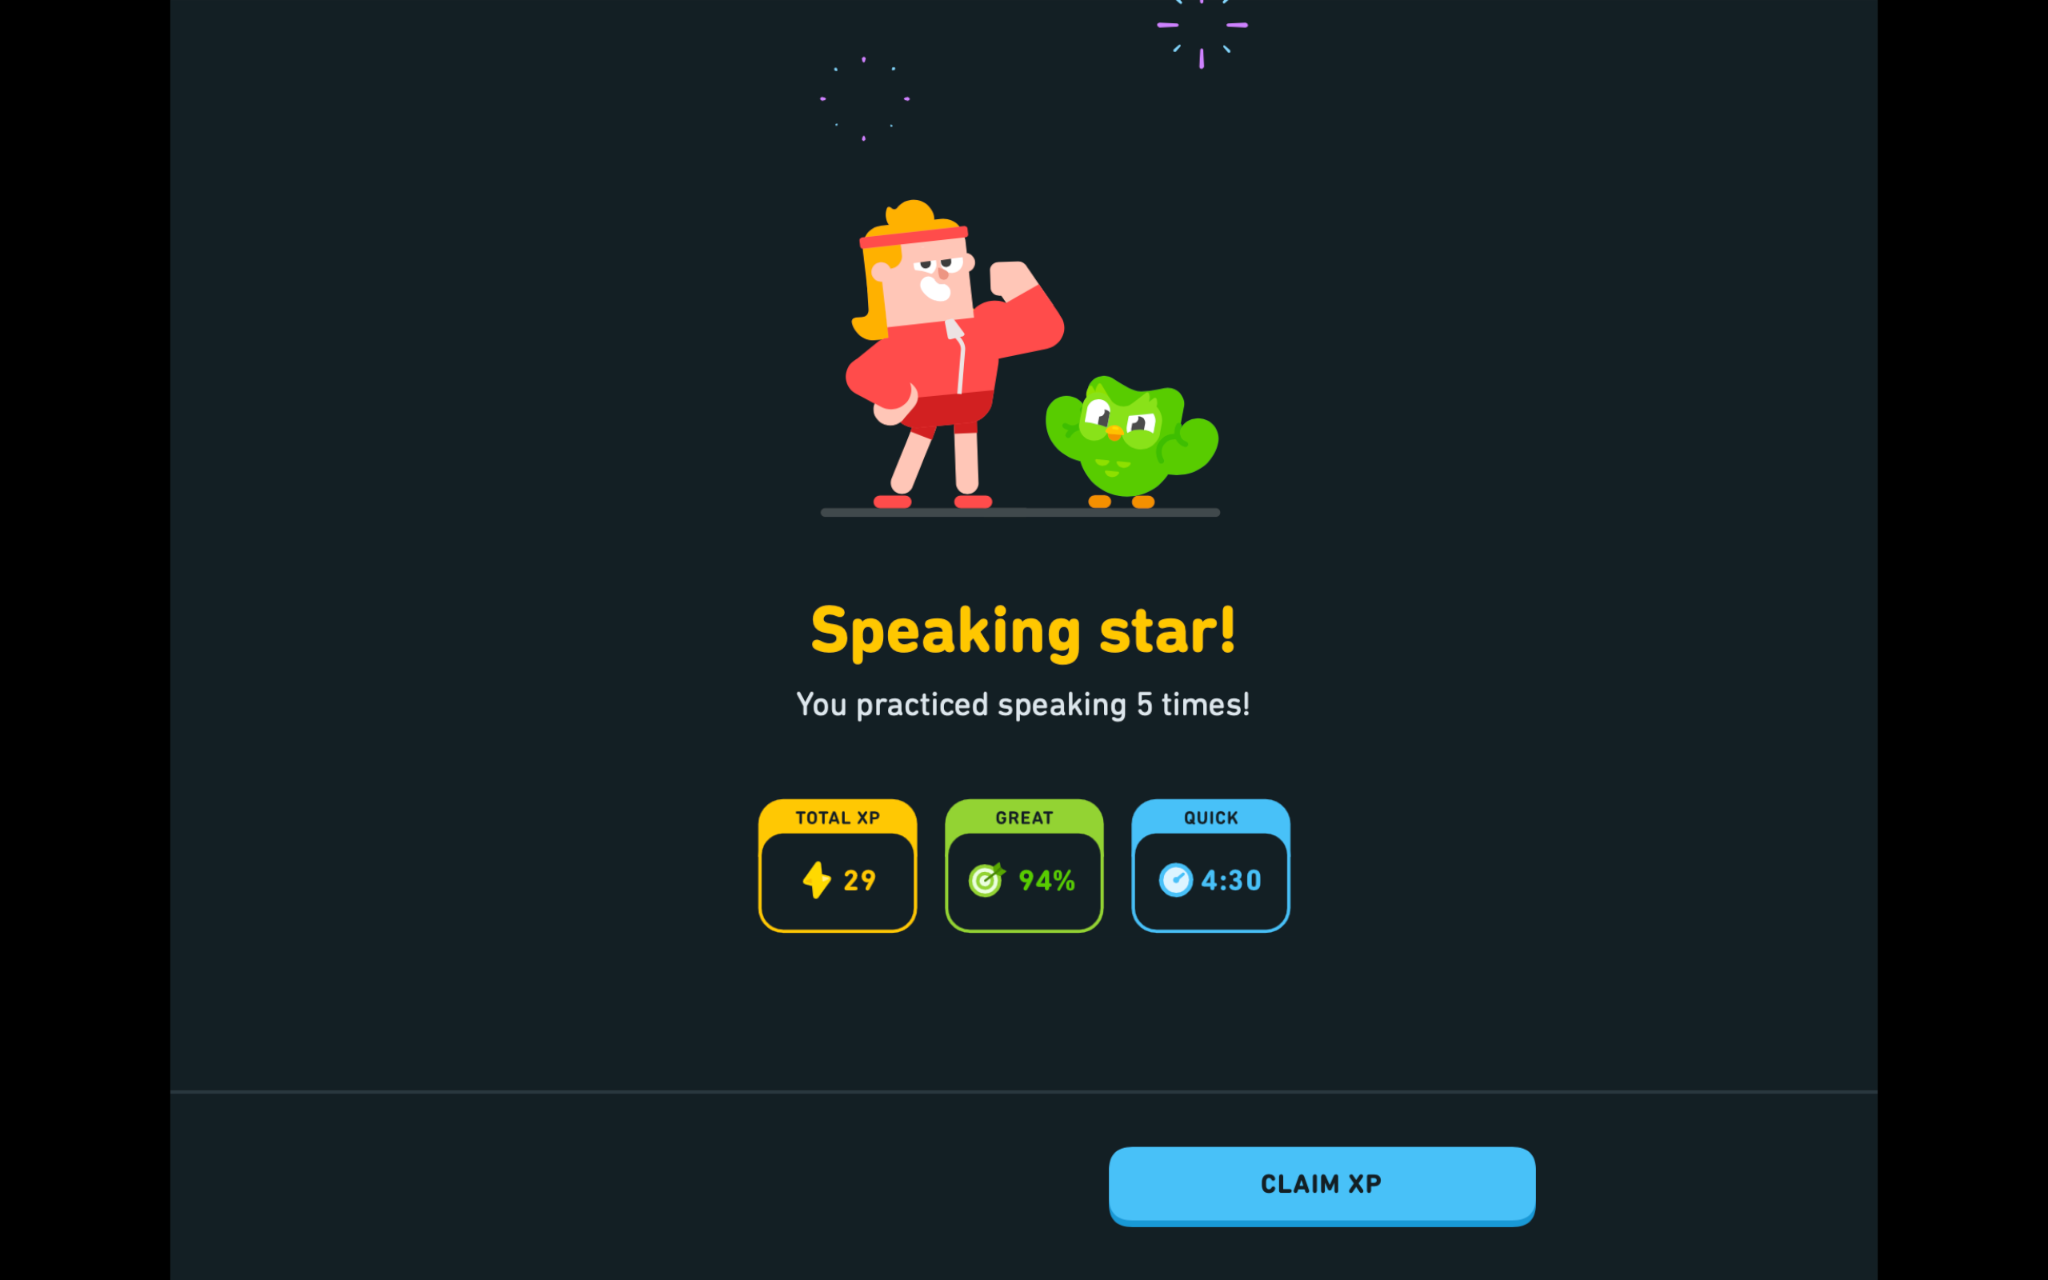 Speaking star!
You practiced speaking 5 times!
TOTAL XP
29
GREAT
94%
QUICK
4:30
CLAIM XP